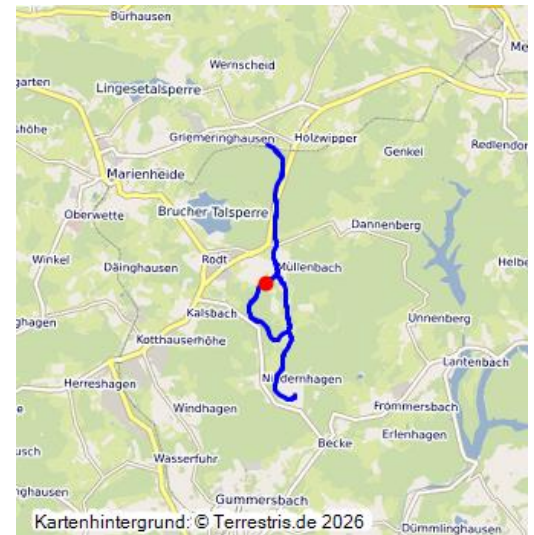 Bürhausen
Me
Wernscheid
garten
Lingesetalsperre
shöhe
Griemeringhausen
Holzwipper
Redlendor
Genkel
Marienheide
Oberwette
Brucher Talsperre
Dannenberg
Winkel
Rodt
Däinghausen
Müllenbach
Helbe
Kalsbach
ghagen
Unnenberg
Kotthauserhöhe
Lantenbach
Herreshagen
Niedernhagen
Windhagen
Frömmersbach
Erlenhagen
Becke
usch
Wasserfuhr
nghausen
Gummersbach
Kartenhintergrund: © Terrestris.de 2026
Dümmlinghausen